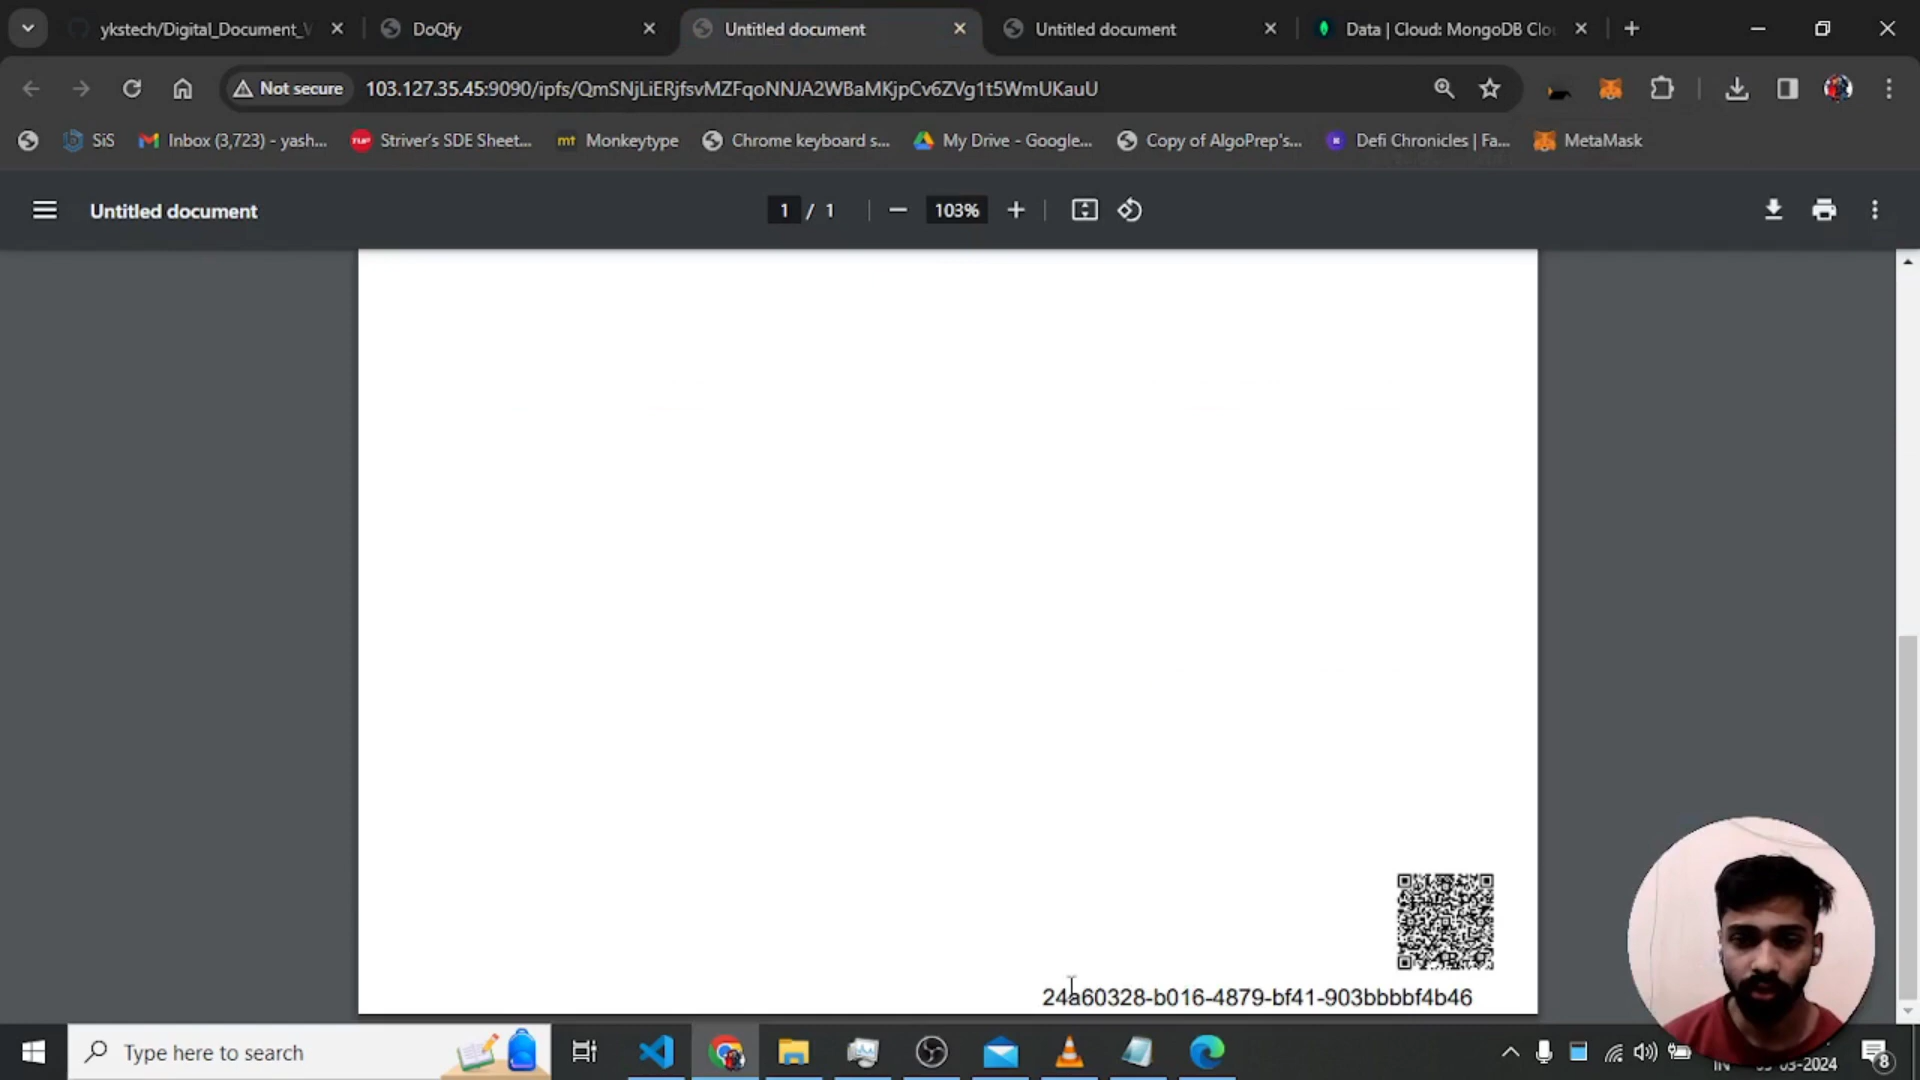 ykstech/Digital_Document_V
DoQfy
Untitled document
Untitled document
Data | Cloud: MongoDB Clo
Not secure
103.127.35.45:9090/ipfs/QmSNjLiERjfsvMZFqoNNJA2WBaMKjpCv6ZVg1t5WmUKauU
SiS
Inbox (3,723) - yash...
Striver's SDE Sheet...
mt
Monkeytype
Chrome keyboard s...
My Drive - Google...
Copy of AlgoPrep's...
Defi Chronicles | Fa...
MetaMask
Untitled document
1 / 1
103%
24a60328-b016-4879-bf41-903bbbbf4b46
Type here to search
8